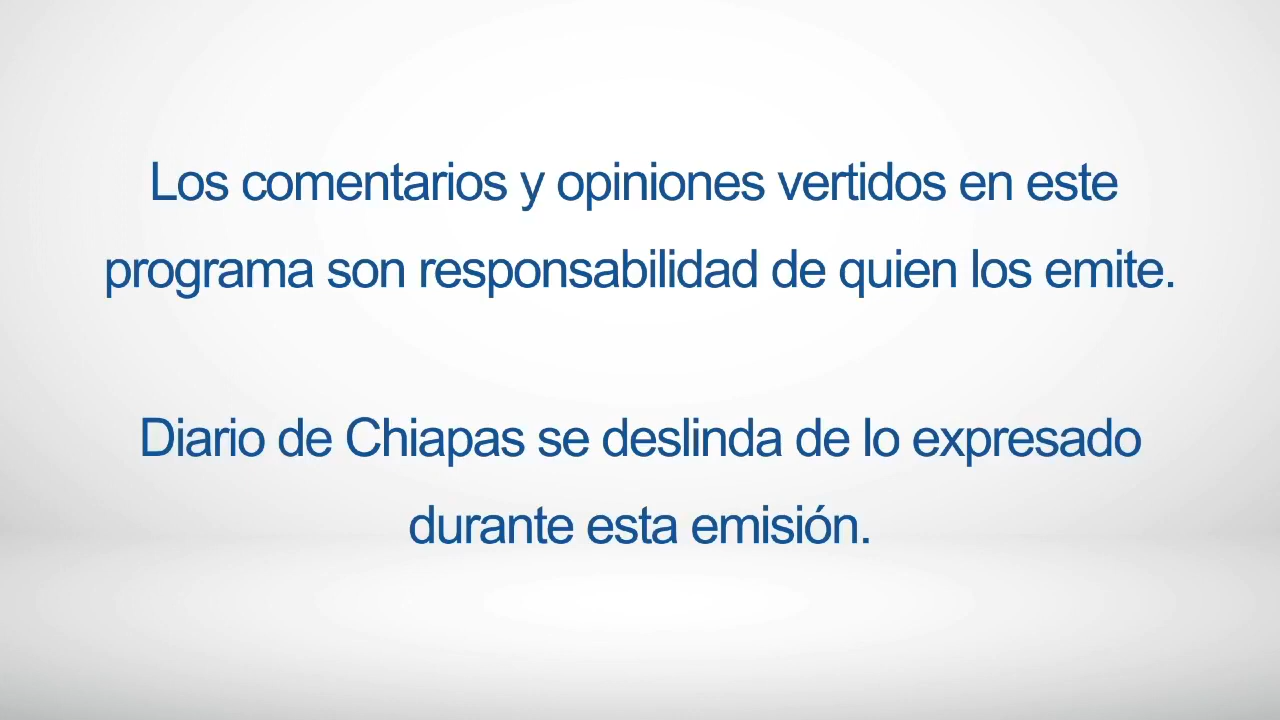 Los comentarios y opiniones vertidos en este
programa son responsabilidad de quien los emite.
Diario de Chiapas se deslinda de lo expresado
durante esta emisión.